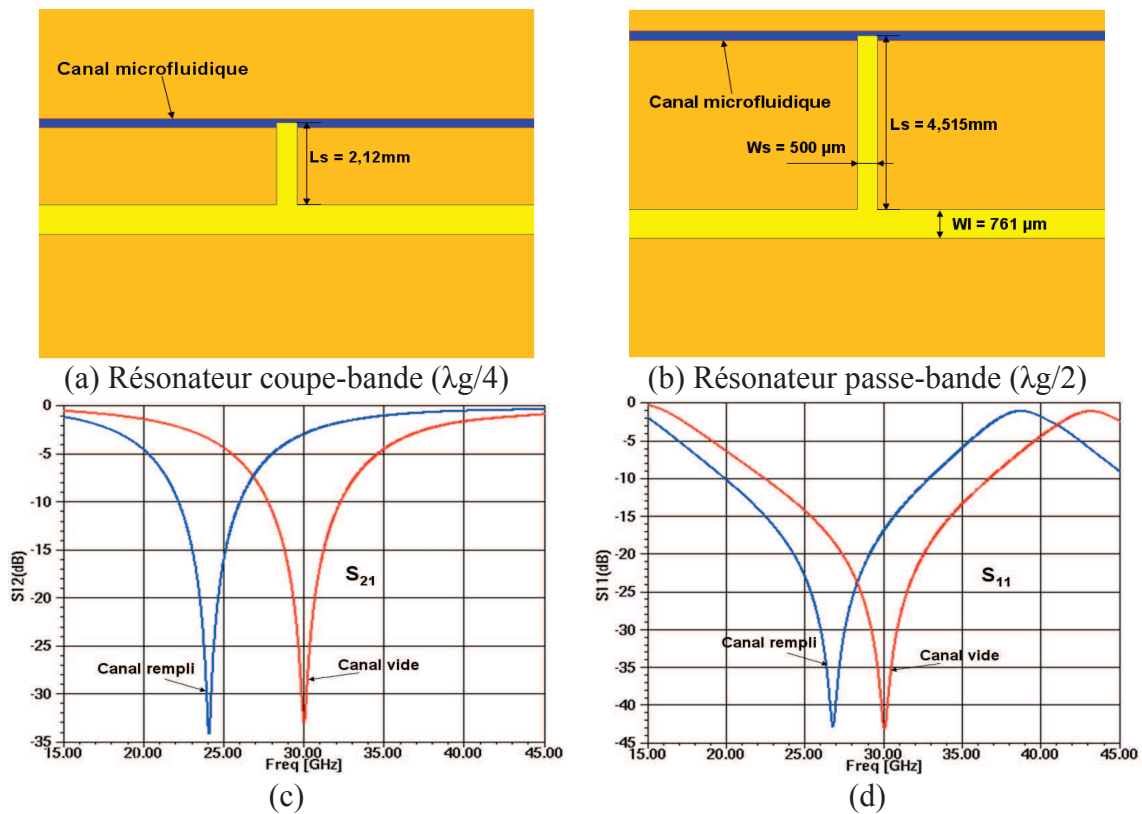 Canal microfluidique
Ls = 2,12mm
(a) Résonateur coupe-bande (λg/4)
Canal microfluidique
Ls = 4,515mm
Ws = 500 µm
Wl = 761 µm
(b) Résonateur passe-bande (λg/2)
0
-5
-10
-15
-20
-25
-30
-35
S12(dB)
S21
Canal rempli
Canal vide
15.00 20.00 25.00 30.00 35.00 40.00 45.00
Freq [GHz]
(c)
0
-5
-10
-15
-20
-25
-30
-35
-40
-45
S11(dB)
S11
Canal rempli
Canal vide
15.00 20.00 25.00 30.00 35.00 40.00 45.00
Freq [GHz]
(d)